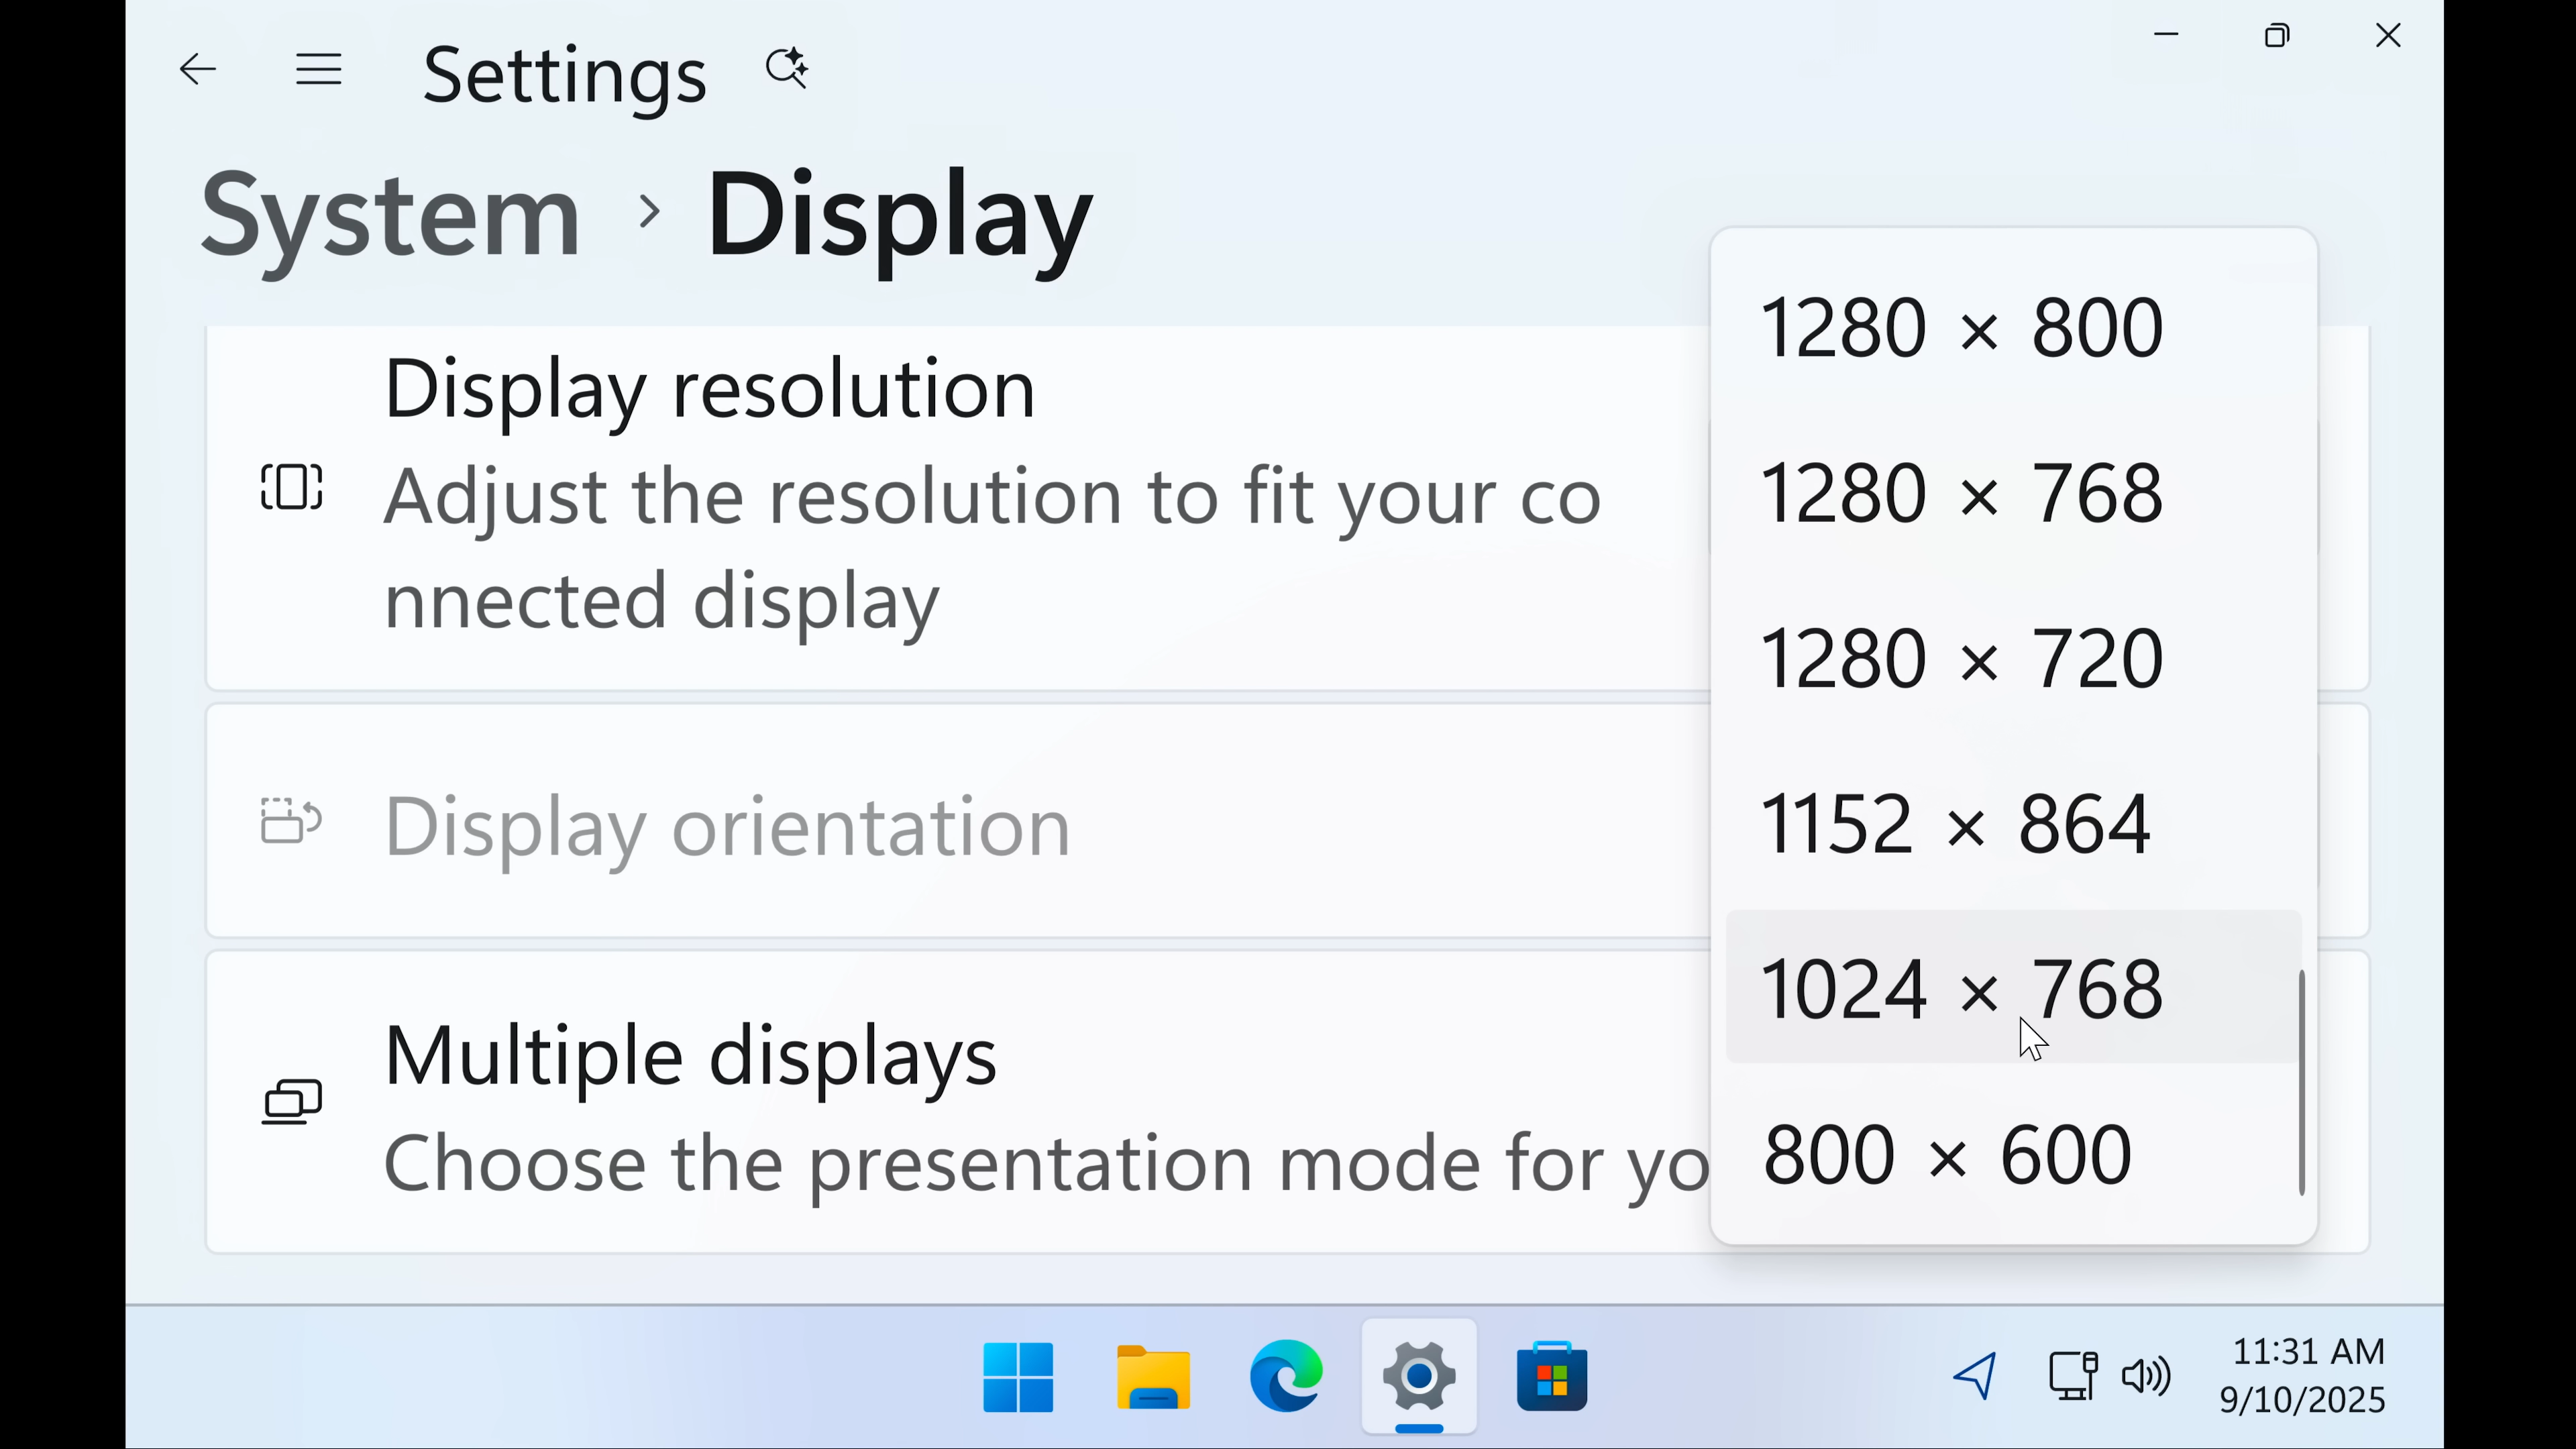 Settings
System > Display
Display resolution
Adjust the resolution to fit your co
nnected display
Display orientation
Multiple displays
Choose the presentation mode for yo
1280 × 800
1280 × 768
1280 × 720
1152 × 864
1024 × 768
800 × 600
11:31 AM
9/10/2025